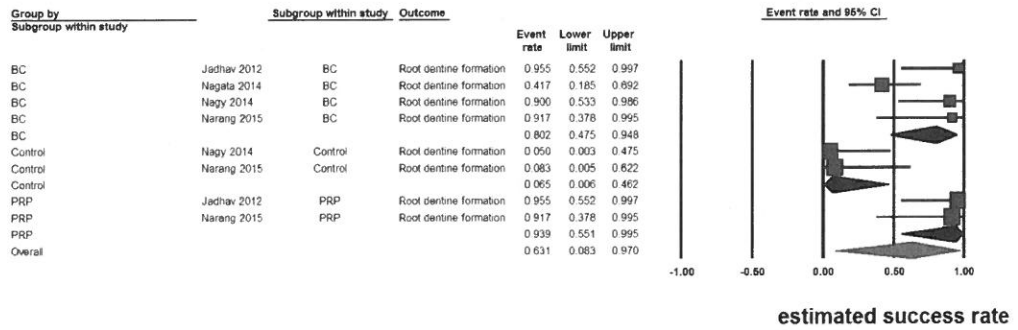 Group by Subgroup within study Outcome Event rate and 95% CI
Subgroup within study
Event Lower Upper
rate limit limit
BC Jadhav 2012 BC Root dentine formation 0.955 0.552 0.997
BC Nagata 2014 BC Root dentine formation 0.417 0.185 0.692
BC Nagy 2014 BC Root dentine formation 0.900 0.533 0.986
BC Narang 2015 BC Root dentine formation 0.917 0.378 0.995
BC 0.802 0.475 0.948
Control Nagy 2014 Control Root dentine formation 0.050 0.003 0.475
Control Narang 2015 Control Root dentine formation 0.083 0.005 0.622
Control 0.065 0.006 0.462
PRP Jadhav 2012 PRP Root dentine formation 0.955 0.552 0.997
PRP Narang 2015 PRP Root dentine formation 0.917 0.378 0.995
PRP 0.939 0.551 0.995
Overall 0.631 0.083 0.970
-1.00 -0.50 0.00 0.50 1.00
estimated success rate